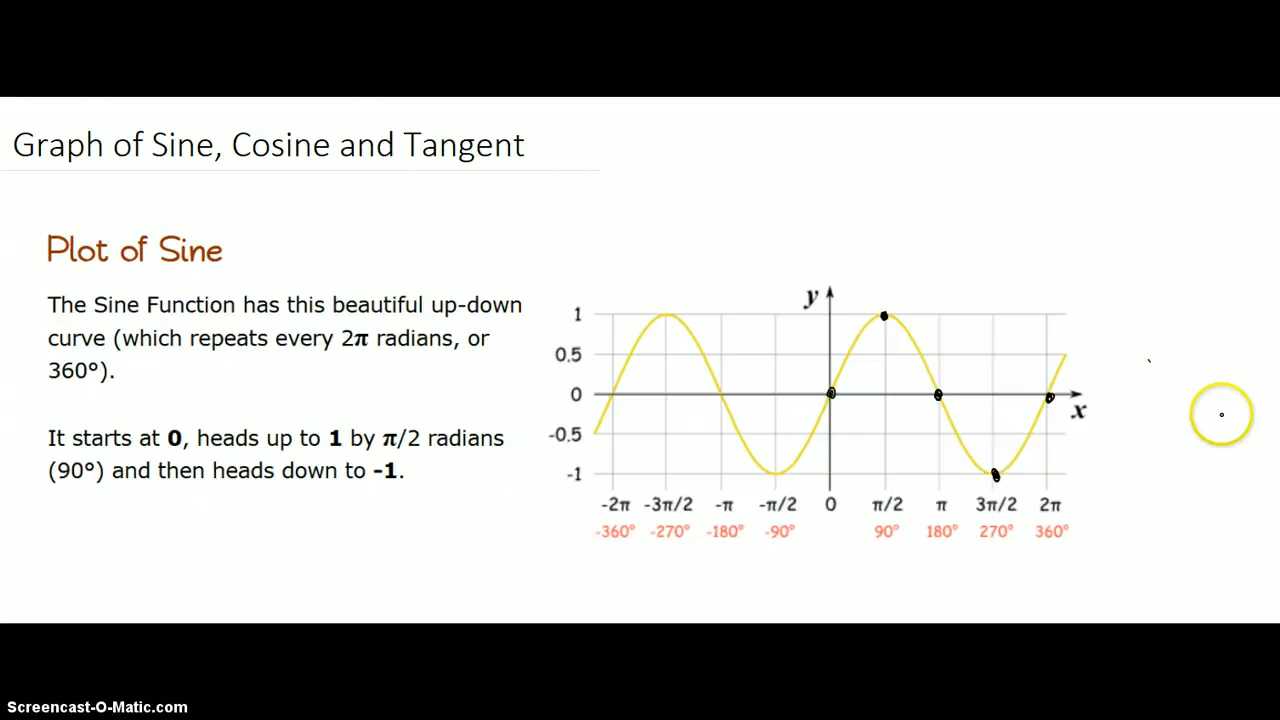 Graph of Sine, Cosine and Tangent
Plot of Sine
The Sine Function has this beautiful up-down
curve (which repeats every 2π radians, or
360°).
It starts at 0, heads up to 1 by π/2 radians
(90°) and then heads down to -1.
y
1
0.5
0
-0.5
-1
x
-2π -3π/2 -π -π/2 0 π/2 π 3π/2 2π
-360° -270° -180° -90° 90° 180° 270° 360°
Screencast-O-Matic.com